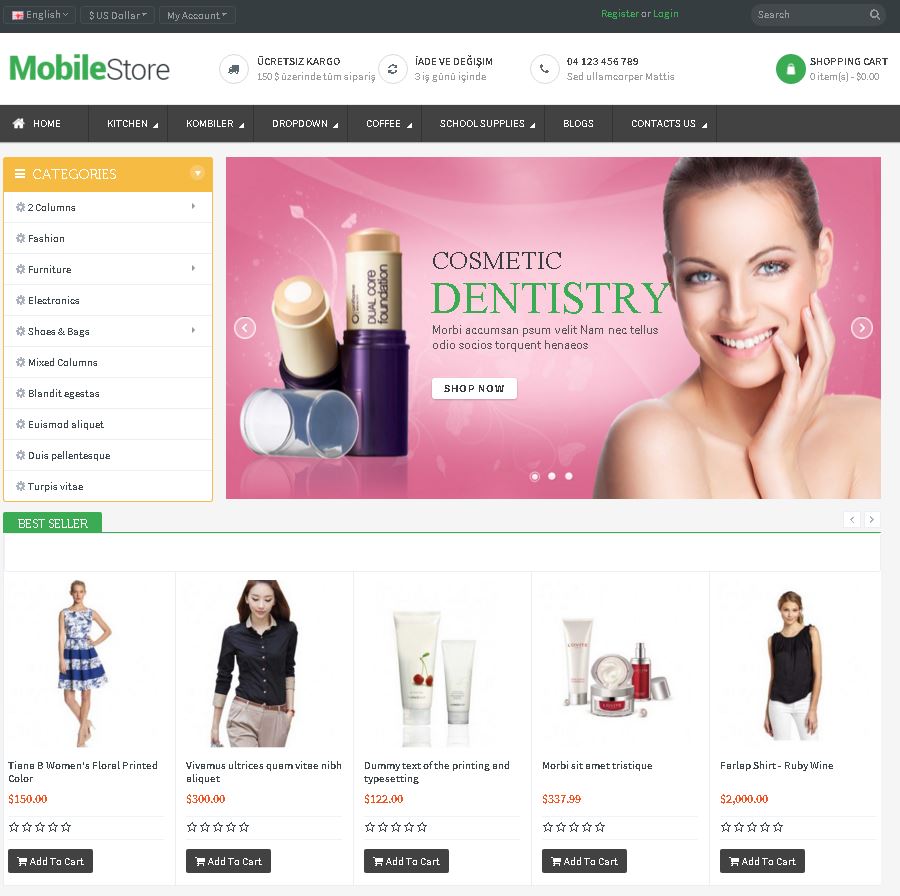 English
$ US Dollar
My Account
Register or Login
Search
MobileStore
ÜCRETSIZ KARGO
150 $ üzerinde tüm sipariş
İADE VE DEĞIŞIM
3 iş günü içinde
04 123 456 789
Sed ullamcorper Mattis
SHOPPING CART
0 item(s) - $0.00
HOME
KITCHEN
KOMBILER
DROPDOWN
COFFEE
SCHOOL SUPPLIES
BLOGS
CONTACTS US
CATEGORIES
2 Columns
Fashion
Furniture
Electronics
Shoes & Bags
Mixed Columns
Blandit egestas
Euismod aliquet
Duis pellentesque
Turpis vitae
DUAL core
foundation
COSMETIC
DENTISTRY
Morbi accumsan psum velit Nam nec tellus
odio socios torquent henaeos
SHOP NOW
BEST SELLER
Tiana B Women's Floral Printed
Color
$150.00
Add To Cart
Vivamus ultrices quam vitae nibh
aliquet
$300.00
Add To Cart
Dummy text of the printing and
typesetting
$122.00
Add To Cart
Morbi sit amet tristique
$337.99
Add To Cart
Farlap Shirt - Ruby Wine
$2,000.00
Add To Cart